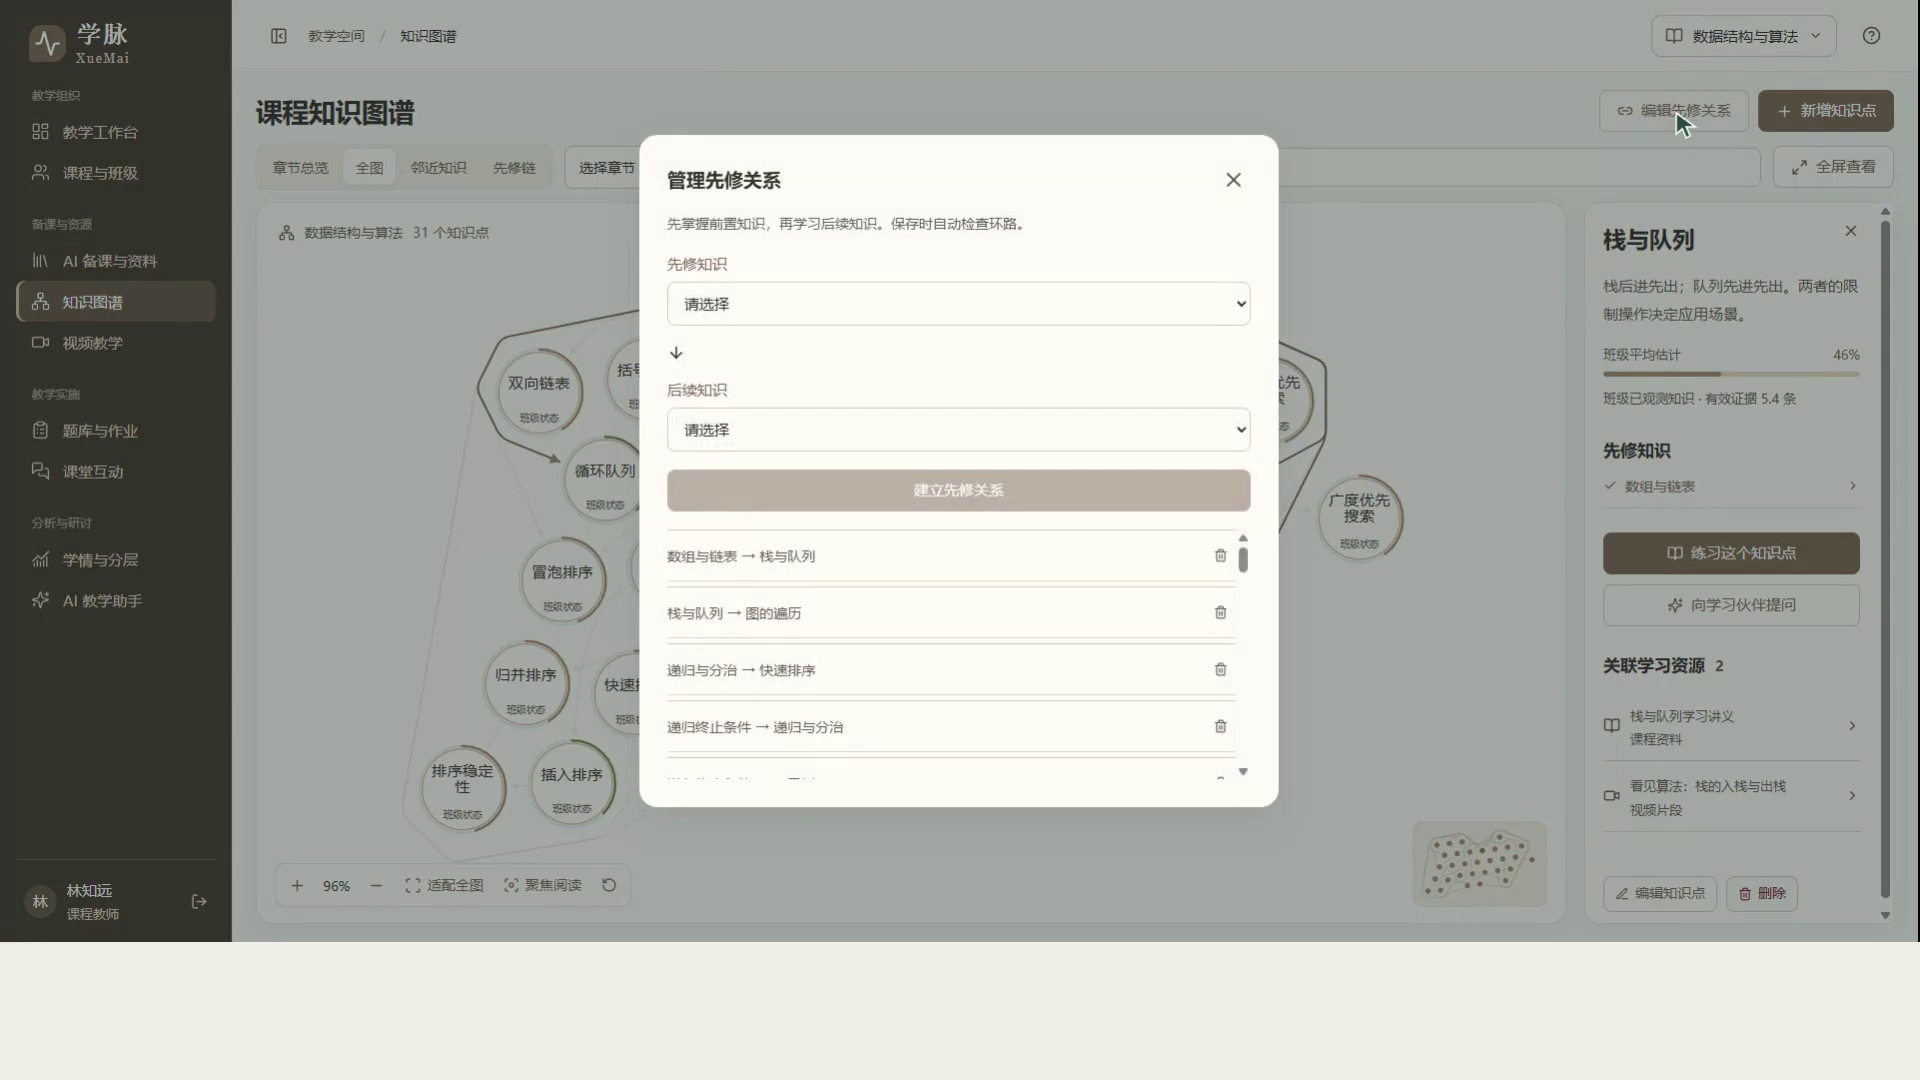 学脉
XueMai
教学组织
教学工作台
课程与班级
备课与资源
AI 备课与资料
知识图谱
视频教学
教学实施
题库与作业
课堂互动
分析与研讨
学情与分层
AI 教学助手
林
林知远
课程教师
教学空间 / 知识图谱
数据结构与算法
课程知识图谱
编辑先修关系
新增知识点
章节总览
全图
邻近知识
先修链
选择章节
全屏查看
数据结构与算法 31 个知识点
双向链表
班级状态
循环队列
班级状态
冒泡排序
班级状态
归并排序
班级状态
排序稳定性
班级状态
插入排序
班级状态
广度优先搜索
班级状态
96%
适配全图
聚焦阅读
管理先修关系
先掌握前置知识，再学习后续知识。保存时自动检查环路。
先修知识
请选择
后续知识
请选择
建立先修关系
数组与链表 → 栈与队列
栈与队列 → 图的遍历
递归与分治 → 快速排序
递归终止条件 → 递归与分治
栈与队列
栈后进先出；队列先进先出。两者的限
制操作决定应用场景。
班级平均估计 46%
班级已观测知识 · 有效证据 5.4 条
先修知识
数组与链表
练习这个知识点
向学习伙伴提问
关联学习资源 2
栈与队列学习讲义
课程资料
看见算法：栈的入栈与出栈
视频片段
编辑知识点
删除